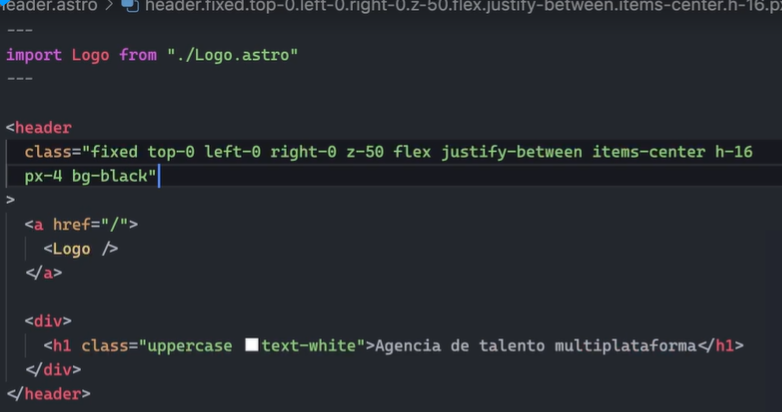 header.astro > header.fixed.top-0.left-0.right-0.z-50.flex.justify-between.items-center.h-16.px
---
import Logo from "./Logo.astro"
---
<header
class="fixed top-0 left-0 right-0 z-50 flex justify-between items-center h-16
px-4 bg-black"
>
<a href="/">
<Logo />
</a>
<div>
<h1 class="uppercase text-white">Agencia de talento multiplataforma</h1>
</div>
</header>